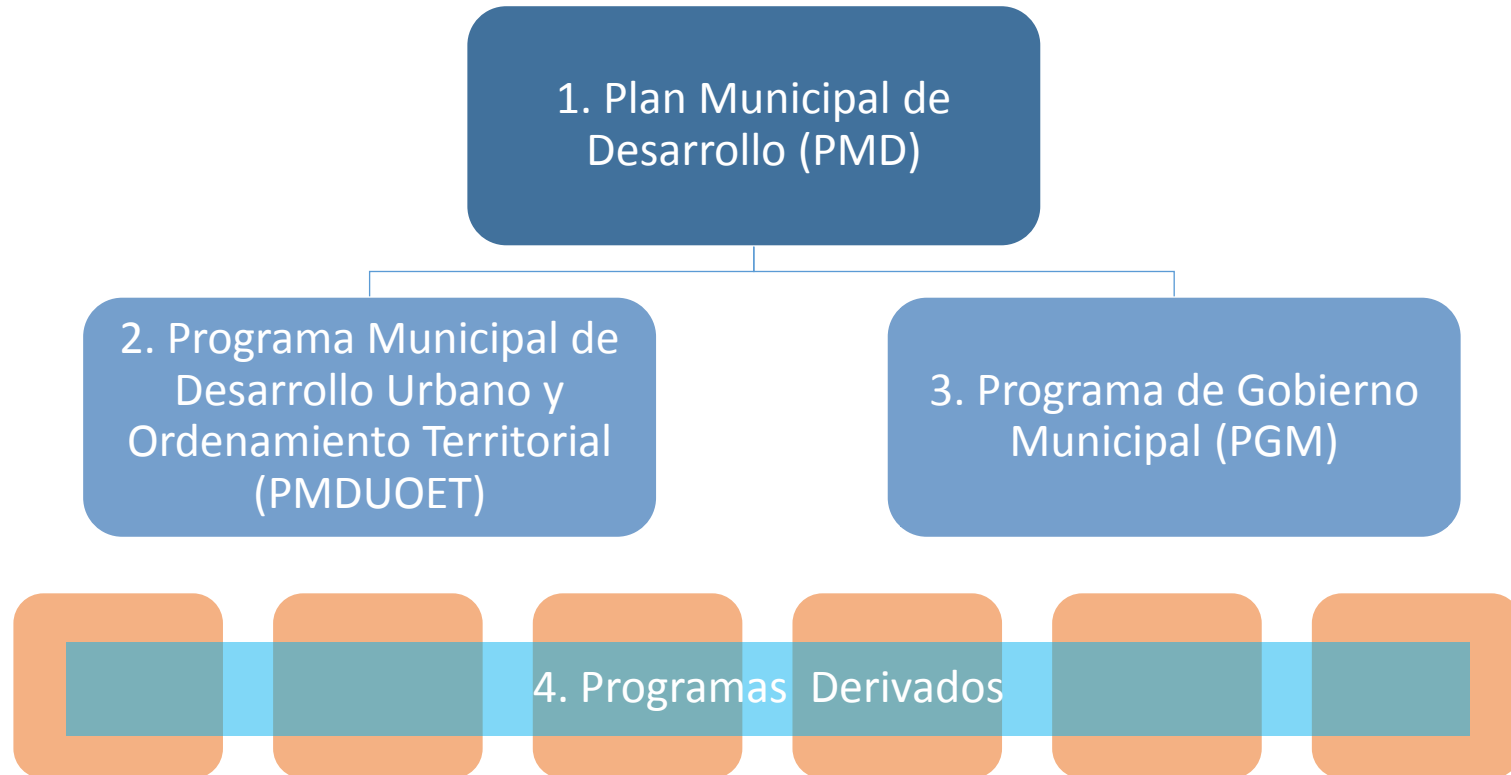 1. Plan Municipal de
Desarrollo (PMD)
2. Programa Municipal de
Desarrollo Urbano y
Ordenamiento Territorial
(PMDUOET)
3. Programa de Gobierno
Municipal (PGM)
4. Programas Derivados